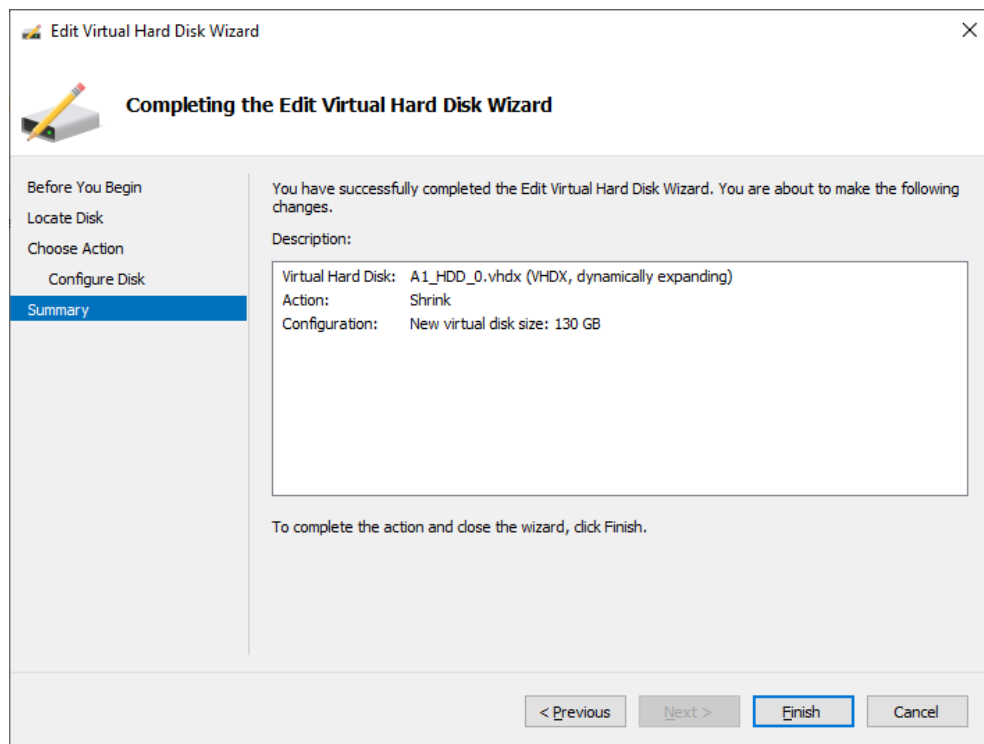 Edit Virtual Hard Disk Wizard
Completing the Edit Virtual Hard Disk Wizard
Before You Begin
Locate Disk
Choose Action
Configure Disk
Summary
You have successfully completed the Edit Virtual Hard Disk Wizard. You are about to make the following
changes.
Description:
Virtual Hard Disk: A1_HDD_0.vhdx (VHDX, dynamically expanding)
Action: Shrink
Configuration: New virtual disk size: 130 GB
To complete the action and close the wizard, click Finish.
< Previous Next > Finish Cancel